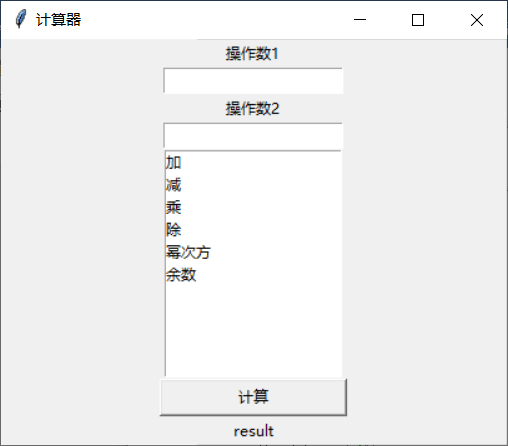 计算器
操作数1
操作数2
加
减
乘
除
幂次方
余数
计算
result